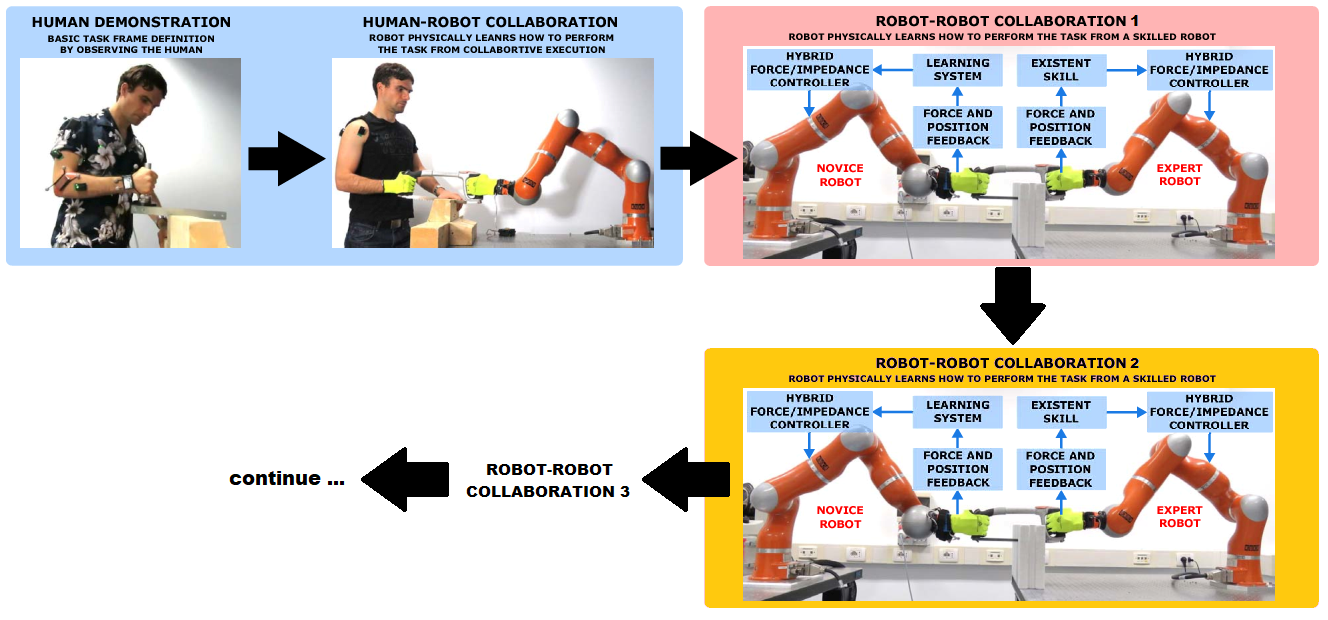 HUMAN DEMONSTRATION
BASIC TASK FRAME DEFINITION
BY OBSERVING THE HUMAN
HUMAN-ROBOT COLLABORATION
ROBOT PHYSICALLY LEANRS HOW TO PERFORM
THE TASK FROM COLLABORTIVE EXECUTION
ROBOT-ROBOT COLLABORATION 1
ROBOT PHYSICALLY LEARNS HOW TO PERFORM THE TASK FROM A SKILLED ROBOT
HYBRID
FORCE/IMPEDANCE
CONTROLLER
LEARNING
SYSTEM
EXISTENT
SKILL
HYBRID
FORCE/IMPEDANCE
CONTROLLER
FORCE AND
POSITION
FEEDBACK
FORCE AND
POSITION
FEEDBACK
NOVICE
ROBOT
EXPERT
ROBOT
ROBOT-ROBOT COLLABORATION 2
ROBOT PHYSICALLY LEARNS HOW TO PERFORM THE TASK FROM A SKILLED ROBOT
HYBRID
FORCE/IMPEDANCE
CONTROLLER
LEARNING
SYSTEM
EXISTENT
SKILL
HYBRID
FORCE/IMPEDANCE
CONTROLLER
FORCE AND
POSITION
FEEDBACK
FORCE AND
POSITION
FEEDBACK
NOVICE
ROBOT
EXPERT
ROBOT
ROBOT-ROBOT
COLLABORATION 3
continue ...